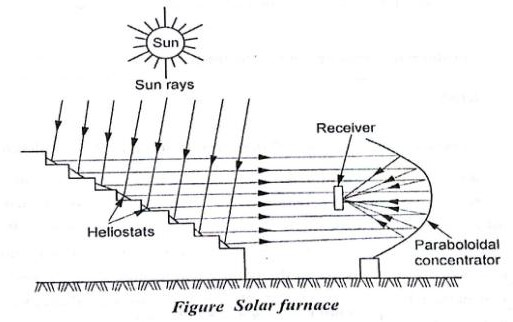 Sun
Sun rays
Receiver
Heliostats
Paraboloidal
concentrator
Figure Solar furnace